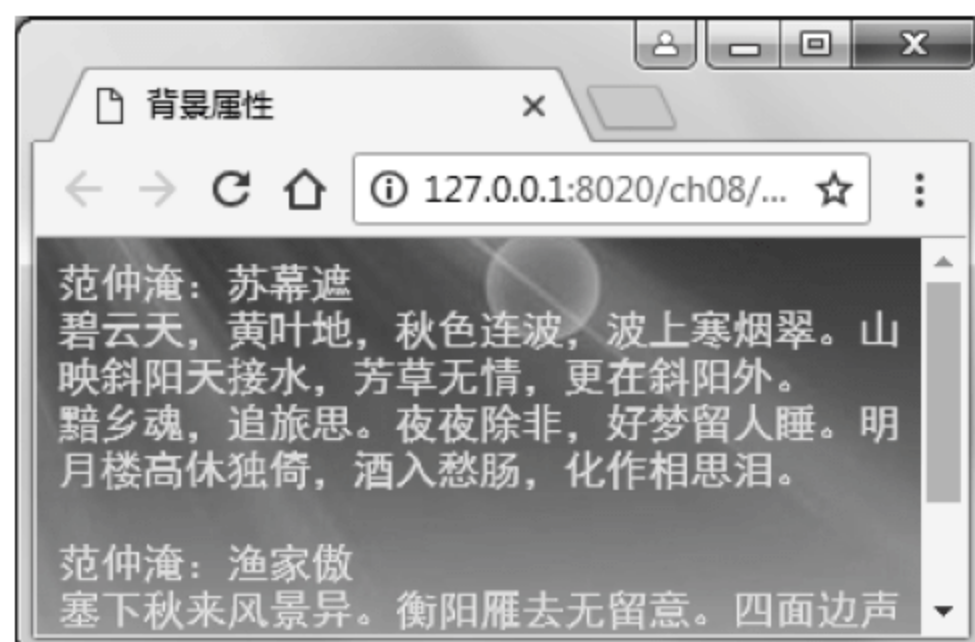 背景属性
127.0.0.1:8020/ch08/...
范仲淹：苏幕遮
碧云天，黄叶地，秋色连波，波上寒烟翠。山
映斜阳天接水，芳草无情，更在斜阳外。
黯乡魂，追旅思。夜夜除非，好梦留人睡。明
月楼高休独倚，酒入愁肠，化作相思泪。
范仲淹：渔家傲
塞下秋来风景异。衡阳雁去无留意。四面边声